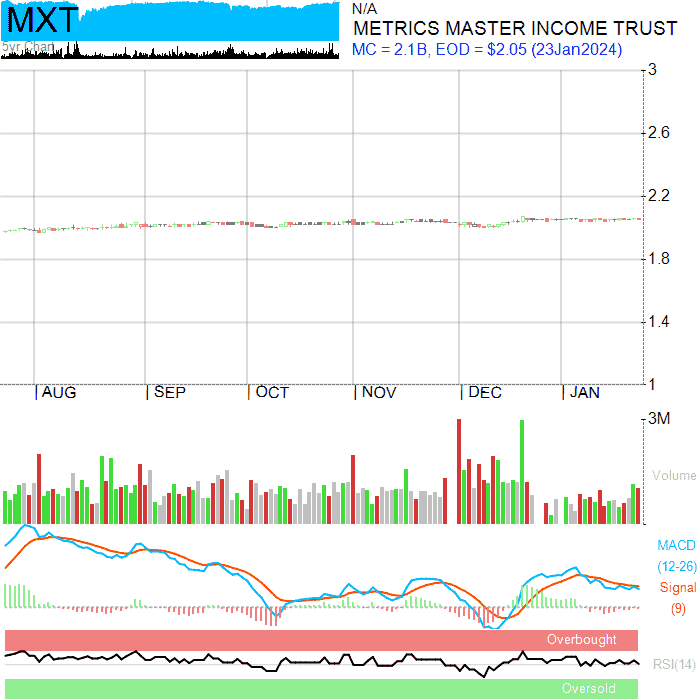 MXT
5yr Chart
N/A
METRICS MASTER INCOME TRUST
MC = 2.1B, EOD = $2.05 (23Jan2024)
3
2.6
2.2
1.8
1.4
1
AUG SEP OCT NOV DEC JAN
3M
Volume
MACD
(12-26)
Signal
(9)
Overbought
RSI(14)
Oversold